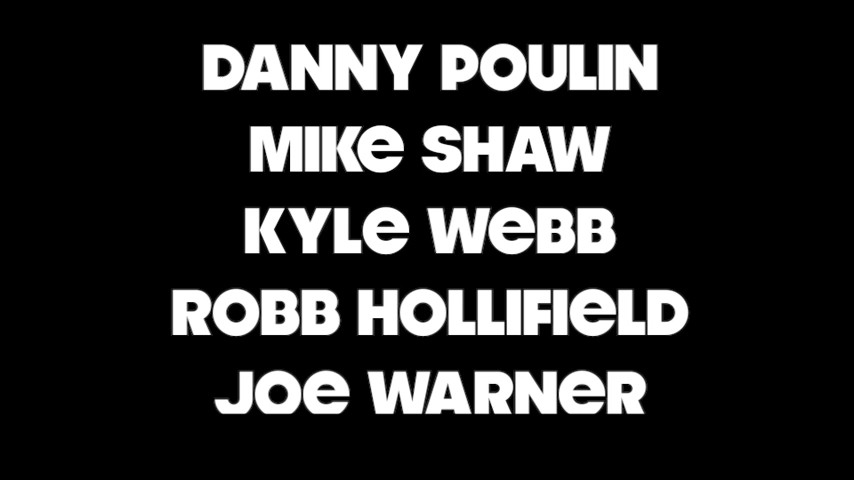 DANNY POULIN
MIKe SHAW
KYLe WeBB
ROBB HOLLIFIeLD
JOe WARNeR